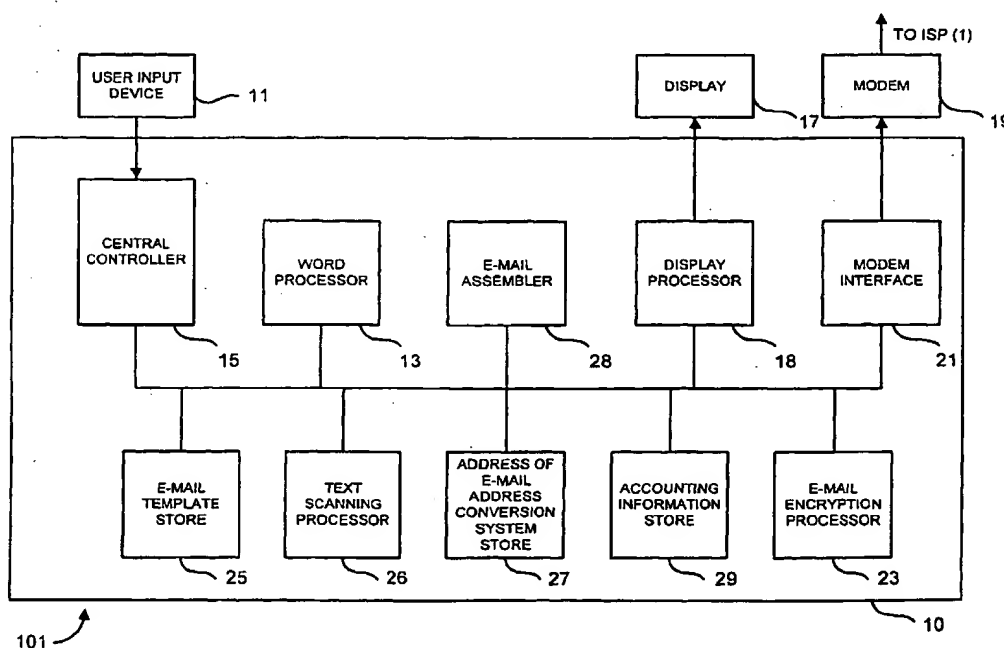 TO ISP (1)
USER INPUT
DEVICE
11
DISPLAY
17
MODEM
19
CENTRAL
CONTROLLER
15
WORD
PROCESSOR
13
E-MAIL
ASSEMBLER
28
DISPLAY
PROCESSOR
18
MODEM
INTERFACE
21
E-MAIL
TEMPLATE
STORE
25
TEXT
SCANNING
PROCESSOR
26
ADDRESS OF
E-MAIL
ADDRESS
CONVERSION
SYSTEM
STORE
27
ACCOUNTING
INFORMATION
STORE
29
E-MAIL
ENCRYPTION
PROCESSOR
23
101
10